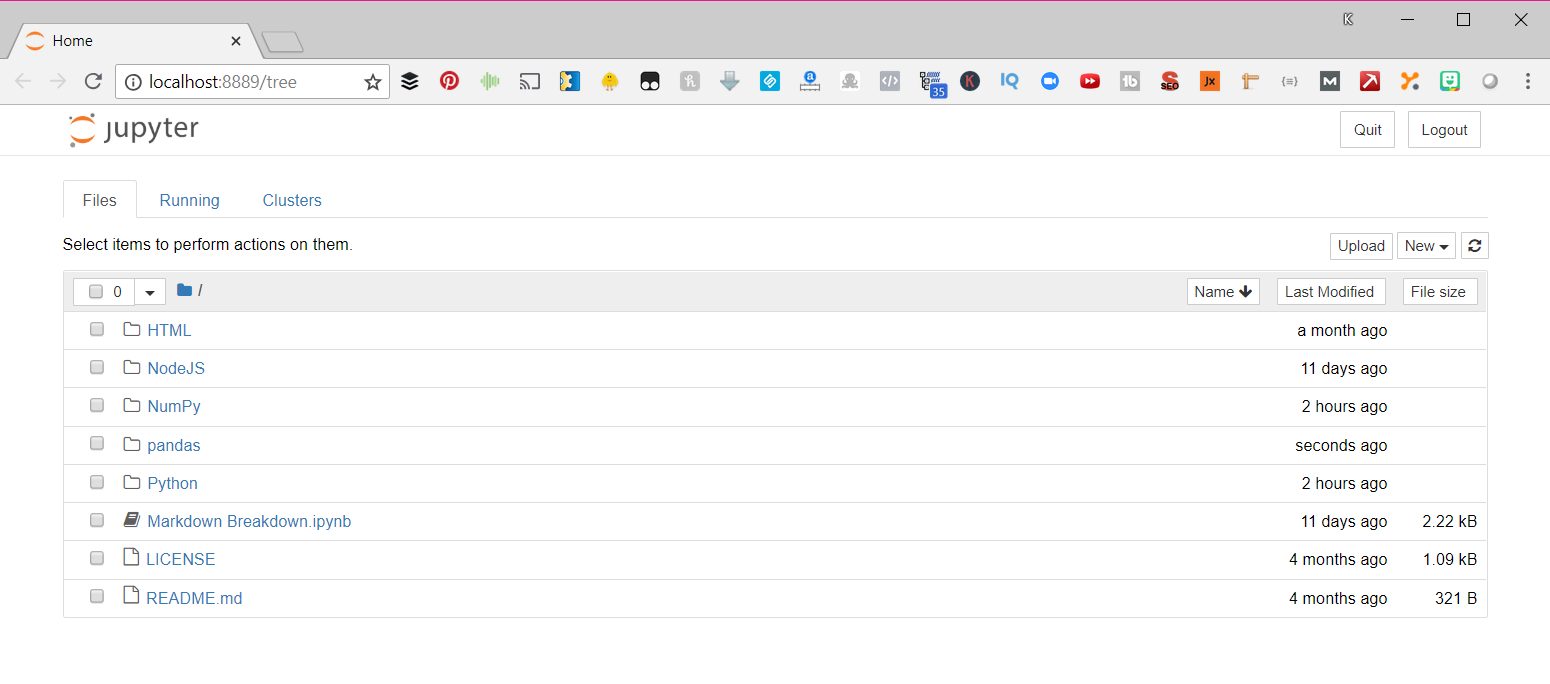 Home
localhost:8889/tree
35
SEO
Jx
jupyter
Quit Logout
Files Running Clusters
Select items to perform actions on them.
Upload New
0 / Name Last Modified File size
HTML a month ago
NodeJS 11 days ago
NumPy 2 hours ago
pandas seconds ago
Python 2 hours ago
Markdown Breakdown.ipynb 11 days ago 2.22 kB
LICENSE 4 months ago 1.09 kB
README.md 4 months ago 321 B